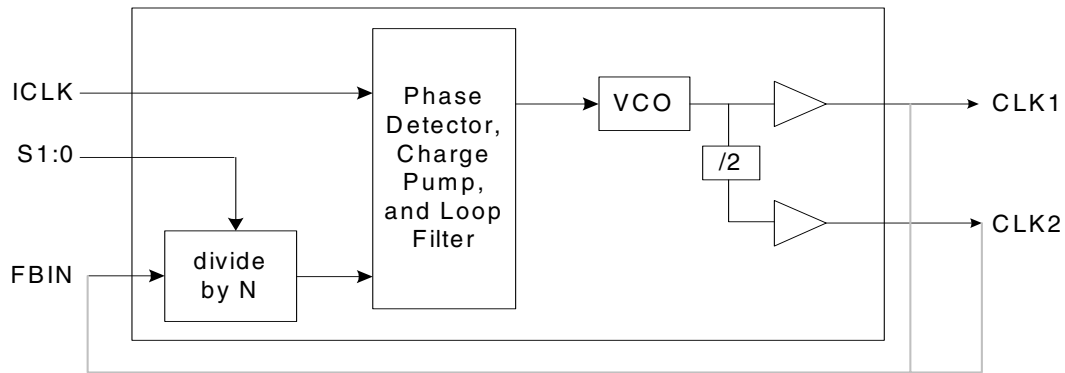 ICLK
S1:0
FBIN
divide
by N
Phase
Detector,
Charge
Pump,
and Loop
Filter
VCO
/2
CLK1
CLK2